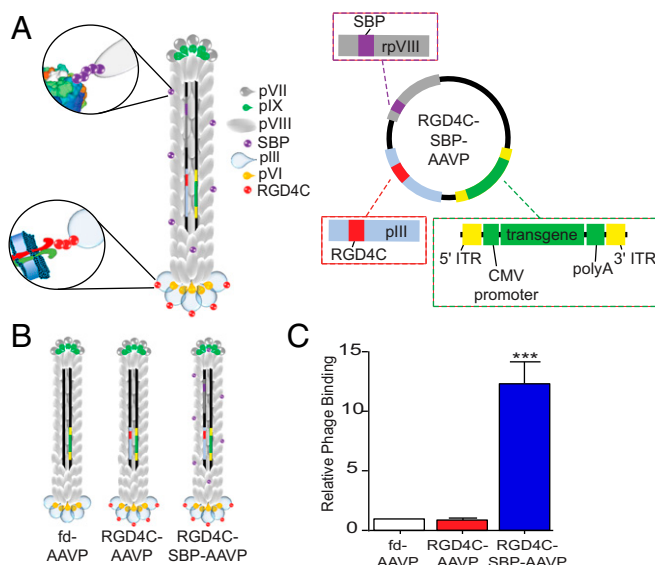 A
pVII
pIX
pVIII
SBP
pIII
pVI
RGD4C
SBP
rpVIII
RGD4C-
SBP-
AAVP
pIII
RGD4C
transgene
5' ITR
3' ITR
CMV
promoter
polyA
B
fd-
AAVP
RGD4C-
AAVP
RGD4C-
SBP-AAVP
C
Relative Phage Binding
15
10
5
0
***
fd-
AAVP
RGD4C-
AAVP
RGD4C-
SBP-AAVP